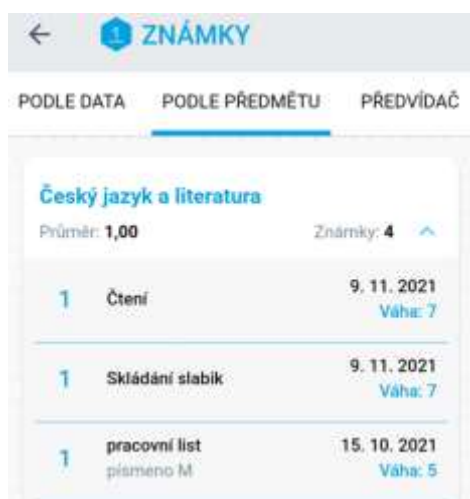 1 ZNÁMKY
PODLE DATA PODLE PŘEDMĚTU PŘEDVÍDAČ
Český jazyk a literatura
Průměr: 1,00 Známky: 4
1 Čtení 9. 11. 2021
Váha: 7
1 Skládání slabik 9. 11. 2021
Váha: 7
1 pracovní list 15. 10. 2021
písmeno M Váha: 5